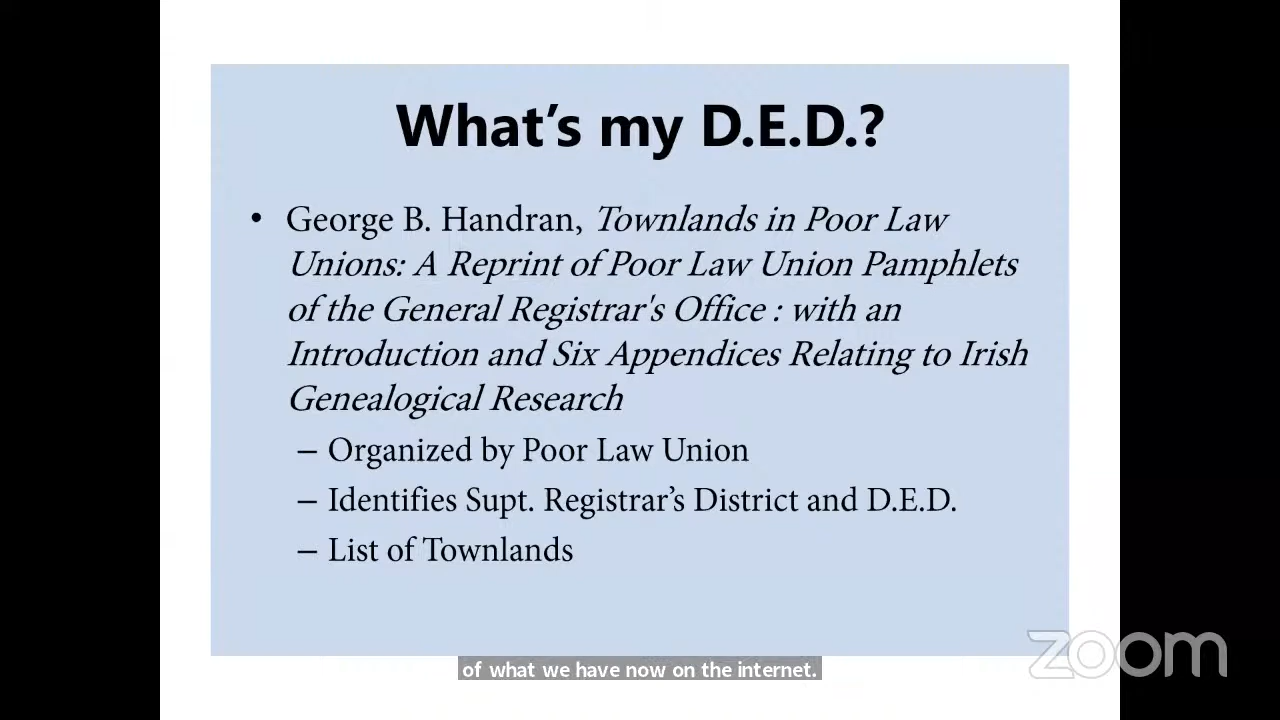 What's my D.E.D.?
• George B. Handran, Townlands in Poor Law
Unions: A Reprint of Poor Law Union Pamphlets
of the General Registrar's Office : with an
Introduction and Six Appendices Relating to Irish
Genealogical Research
– Organized by Poor Law Union
– Identifies Supt. Registrar's District and D.E.D.
– List of Townlands
zoom
of what we have now on the internet.